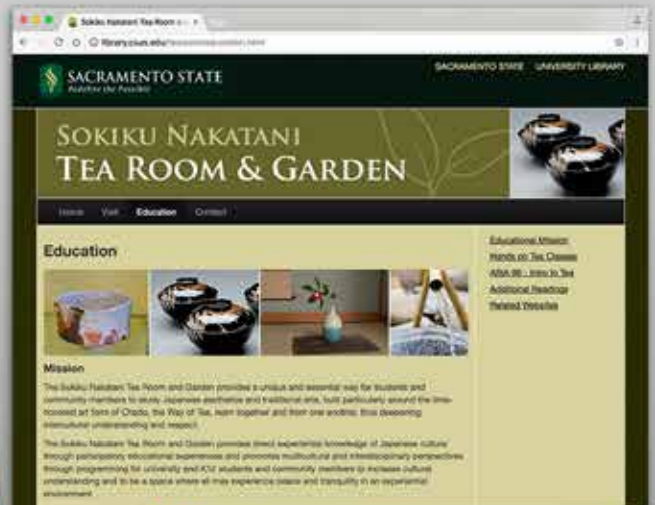 Sokiku Nakatani Tea Room
library.csus.edu
SACRAMENTO STATE
Redefine the Possible
SACRAMENTO STATE UNIVERSITY LIBRARY
SOKIKU NAKATANI
TEA ROOM & GARDEN
Home Visit Education Contact
Education
Educational Mission
Hands on Tea Classes
ASIA 96 - Intro to Tea
Additional Readings
Related Websites
Mission
The Sokiku Nakatani Tea Room and Garden provides a unique and essential way for students and
community members to study Japanese aesthetics and traditional arts, built particularly around the time-
honored art form of Chado, the Way of Tea, learn together and from one another, thus deepening
intercultural understanding and respect.
The Sokiku Nakatani Tea Room and Garden provides direct experiential knowledge of Japanese culture
through participatory educational experiences and promotes multicultural and interdisciplinary perspectives
through programming for university and K12 students and community members to increase cultural
understanding and to be a space where all may experience peace and tranquility in an experiential
environment